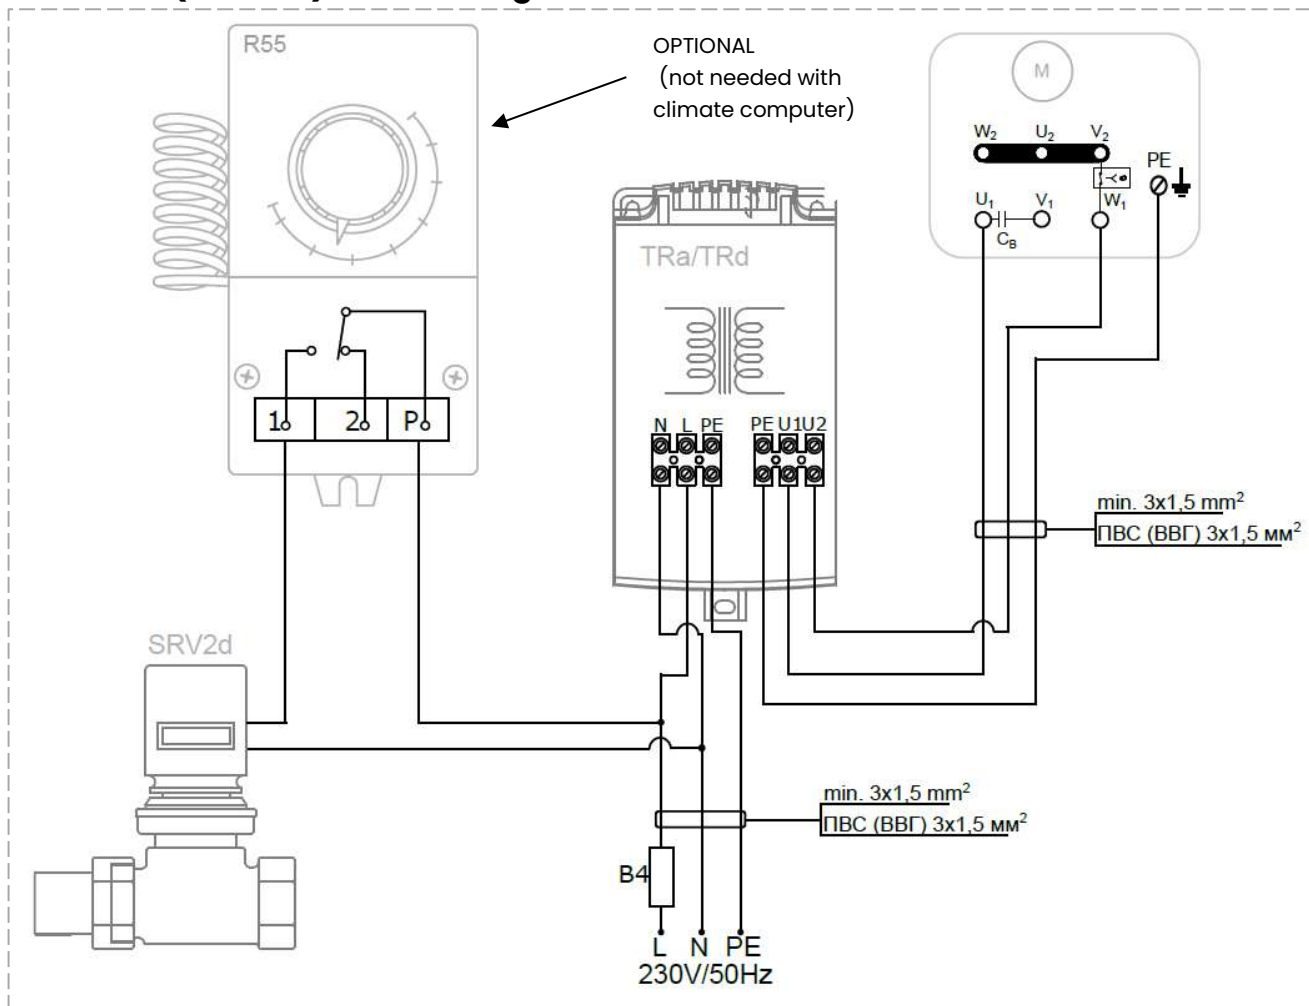 R55
OPTIONAL
(not needed with
climate computer)
M
W₂ U₂ V₂
PE
U₁ V₁ W₁
C_B
TRa/TRd
1 2 P
N L PE PE U1 U2
min. 3x1,5 mm²
ПВС (ВВГ) 3x1,5 мм²
SRV2d
min. 3x1,5 mm²
ПВС (ВВГ) 3x1,5 мм²
B4
L N PE
230V/50Hz